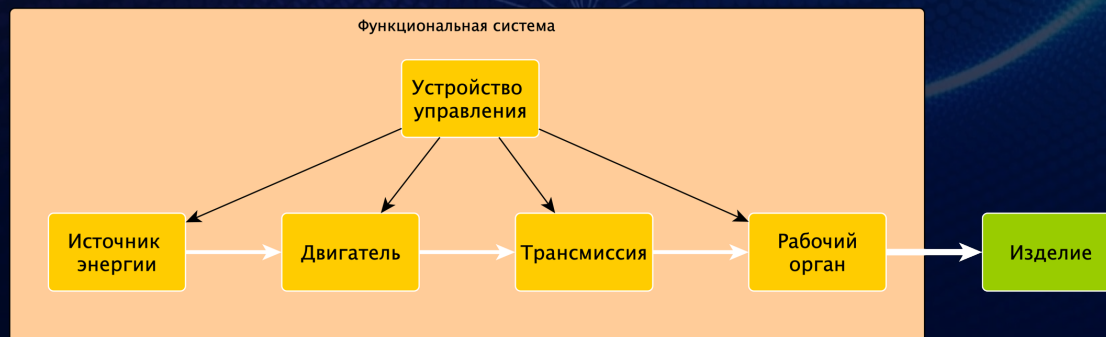 Функциональная система
Устройство
управления
Источник
энергии
Двигатель
Трансмиссия
Рабочий
орган
Изделие